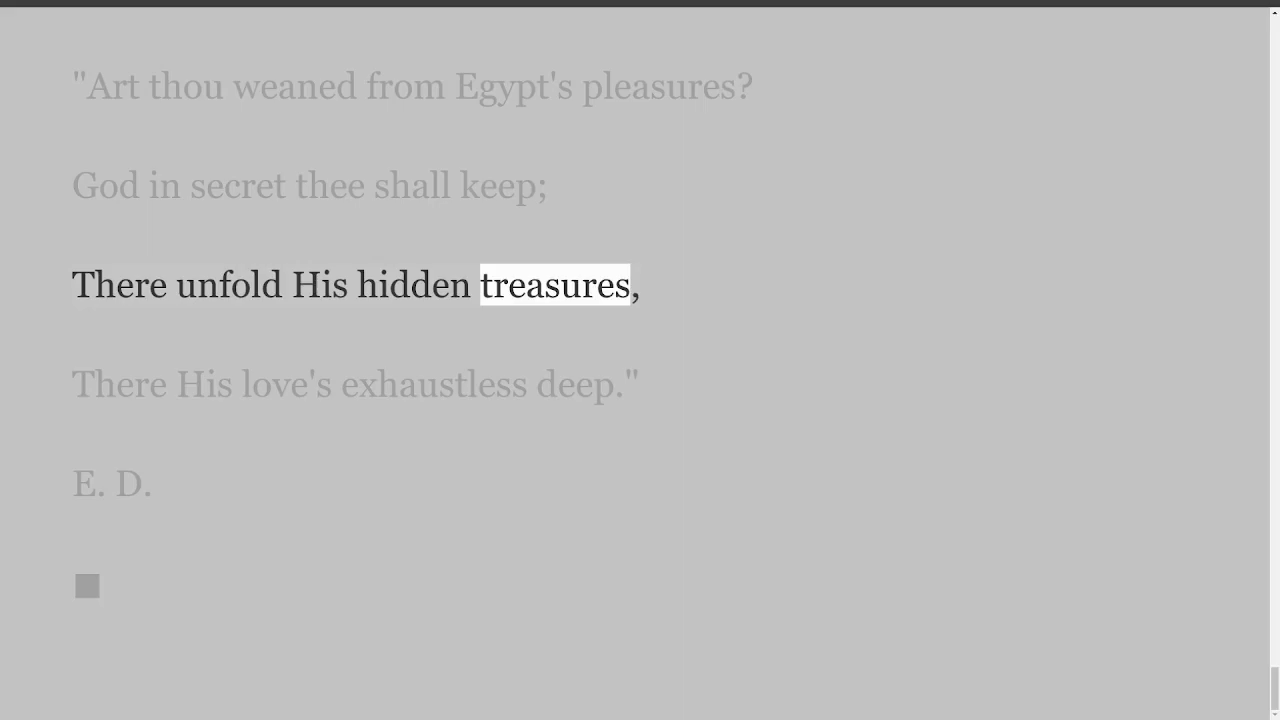 "Art thou weaned from Egypt's pleasures?
God in secret thee shall keep;
There unfold His hidden treasures,
There His love's exhaustless deep."
E. D.
■